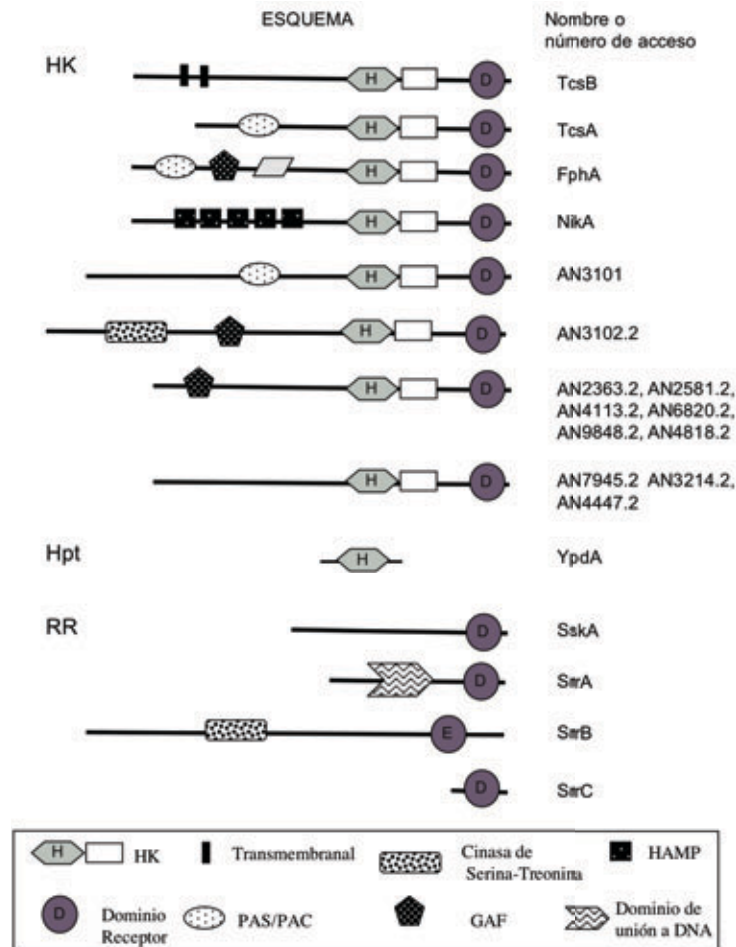 ESQUEMA
Nombre o
número de acceso
HK
H
D
TcsB
H
D
TcsA
H
D
FphA
H
D
NikA
H
D
AN3101
H
D
AN3102.2
H
D
AN2363.2, AN2581.2,
AN4113.2, AN6820.2,
AN9848.2, AN4818.2
H
D
AN7945.2 AN3214.2,
AN4447.2
Hpt
H
YpdA
RR
D
SskA
D
SrrA
E
SrrB
D
SrrC
H
HK
Transmembranal
Cinasa de
Serina-Treonina
HAMP
D
Dominio
Receptor
PAS/PAC
GAF
Dominio de
unión a DNA